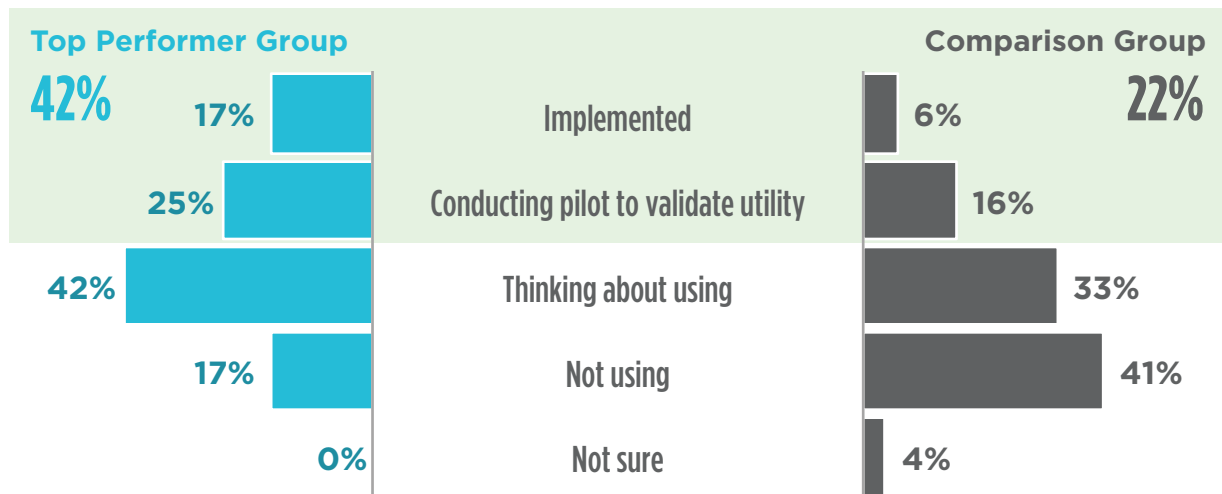 Top Performer Group
Comparison Group
42%
22%
17%
Implemented
6%
25%
Conducting pilot to validate utility
16%
42%
Thinking about using
33%
17%
Not using
41%
0%
Not sure
4%